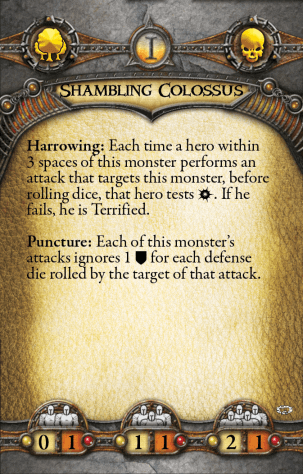 I
Shambling Colossus
Harrowing: Each time a hero within
3 spaces of this monster performs an
attack that targets this monster, before
rolling dice, that hero tests . If he
fails, he is Terrified.
Puncture: Each of this monster's
attacks ignores 1 for each defense
die rolled by the target of that attack.
0 1 1 1 2 1